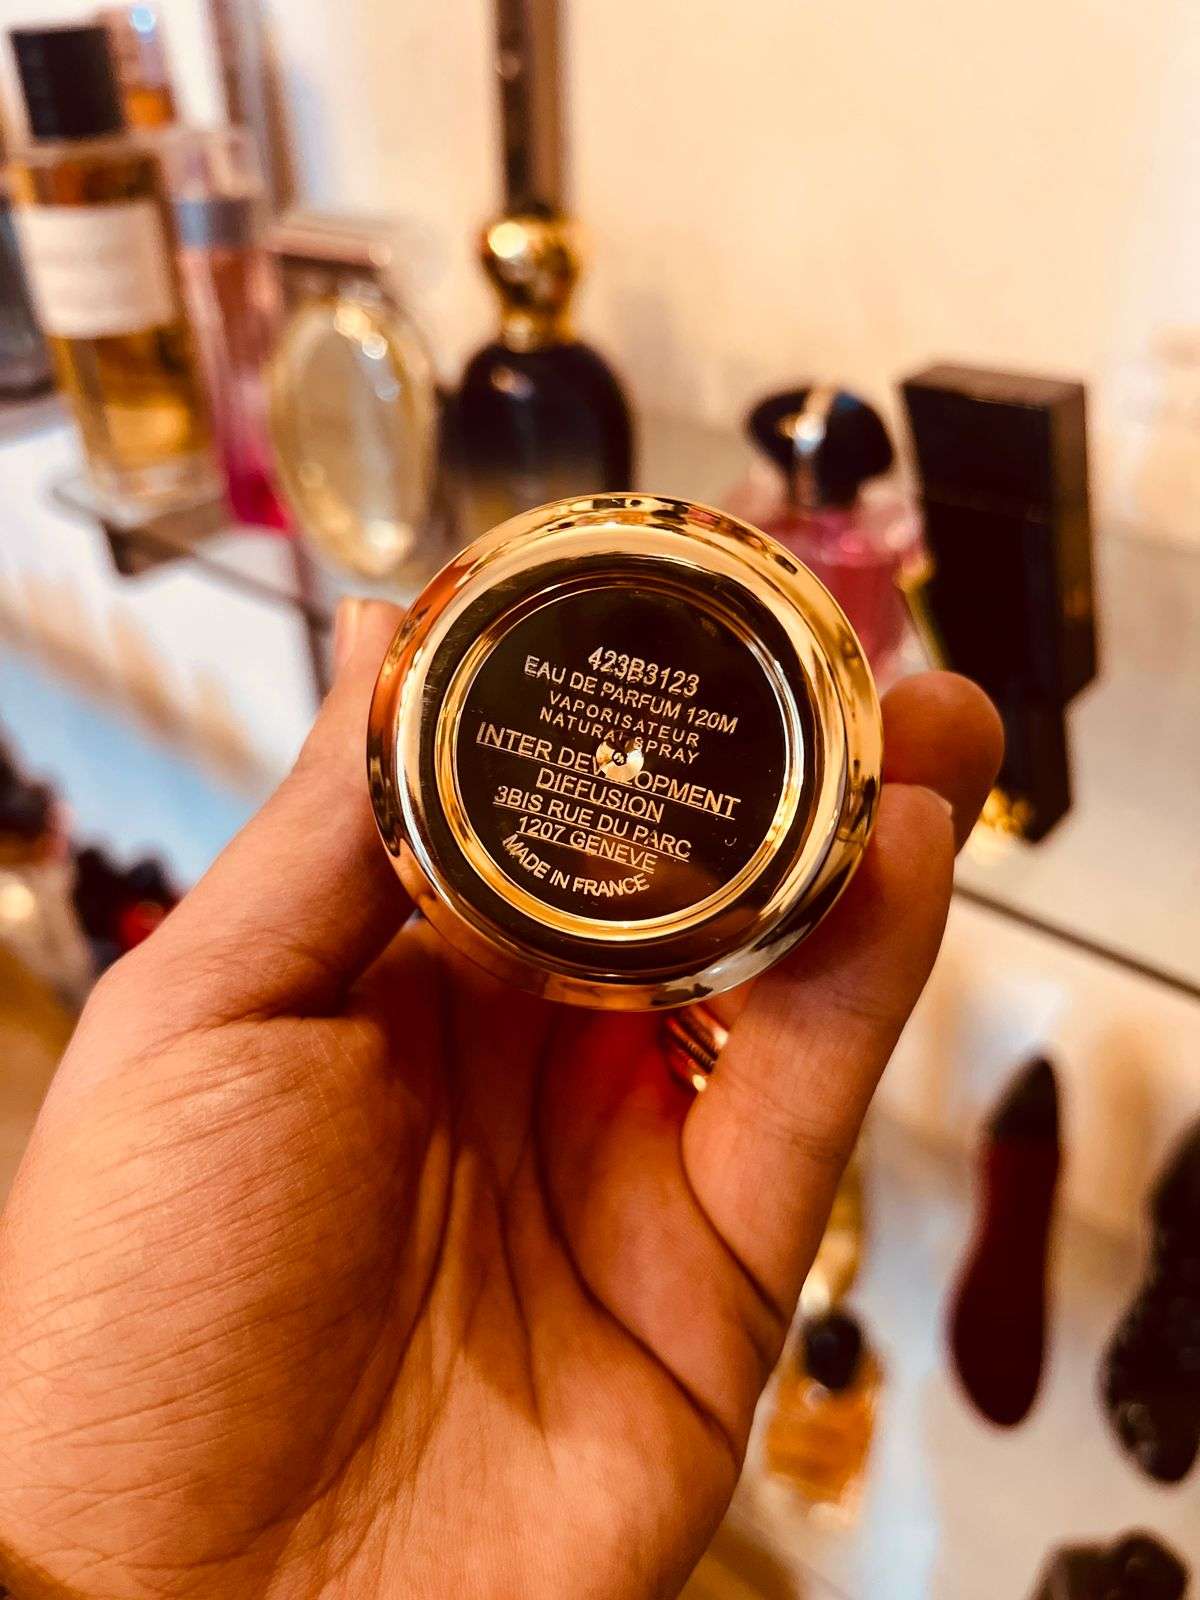 423B3123
EAU DE PARFUM 120M
VAPORISATEUR
NATURAL SPRAY
INTER DEVELOPMENT
DIFFUSION
3BIS RUE DU PARC
1207 GENEVE
MADE IN FRANCE